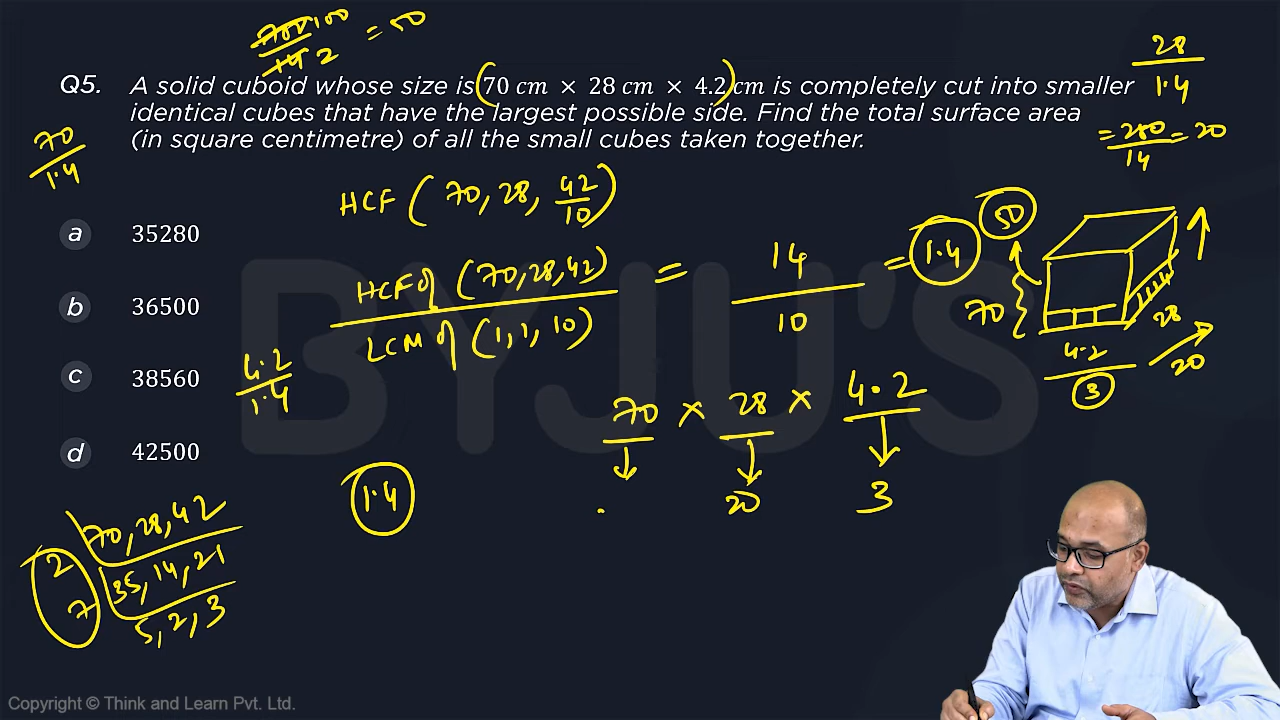 700 100
14 2
= 50
Q5. A solid cuboid whose size is (70 cm × 28 cm × 4.2) cm is completely cut into smaller
identical cubes that have the largest possible side. Find the total surface area
(in square centimetre) of all the small cubes taken together.
28
1.4
= 280
14
= 20
70
1.4
HCF (70, 28, 42
10)
a 35280
HCF of (70, 28, 42)
LCM of (1, 1, 10)
=
14
10
= 1.4
50
70
28
20
4.2
3
b 36500
c 38560
4.2
1.4
70 × 28 × 4.2
20 3
d 42500
1.4
70, 28, 42
2 35, 14, 21
7 5, 2, 3
BYJU'S
Copyright © Think and Learn Pvt. Ltd.